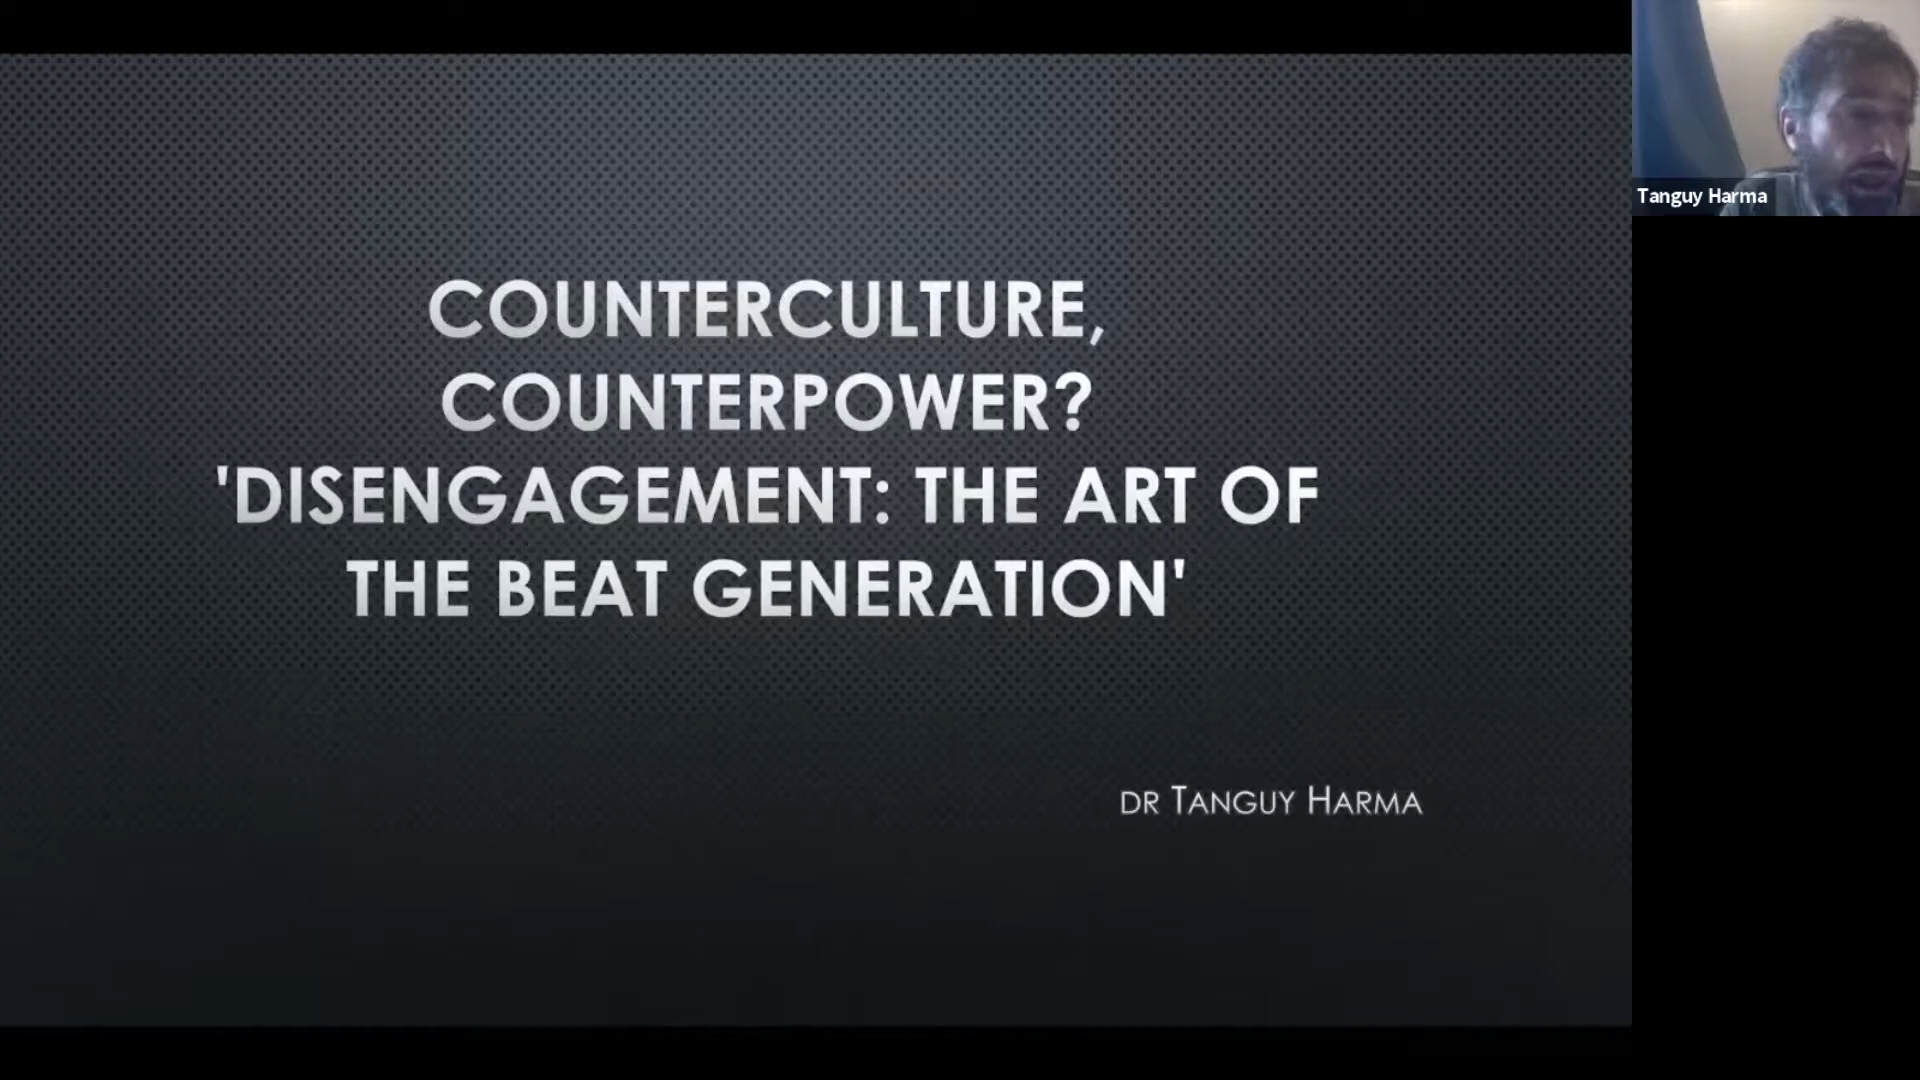 COUNTERCULTURE,
COUNTERPOWER?
'DISENGAGEMENT: THE ART OF
THE BEAT GENERATION'
DR TANGUY HARMA
Tanguy Harma